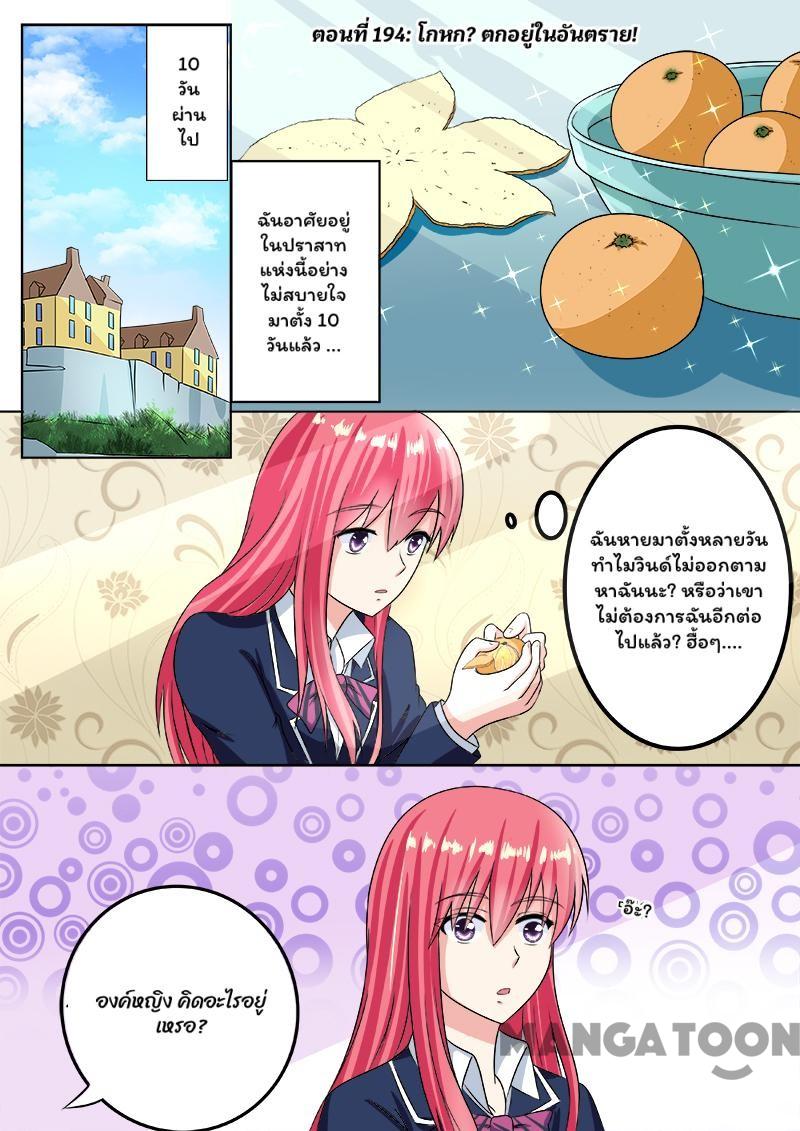 ตอนที่ 194: โกหก? ตกอยู่ในอันตราย!
10
วัน
ผ่าน
ไป
ฉันอาศัยอยู่
ในปราสาท
แห่งนี้อย่าง
ไม่สบายใจ
มาตั้ง 10
วันแล้ว ...
ฉันหายมาตั้งหลายวัน
ทำไมวินด์ไม่ออกตาม
หาฉันนะ? หรือว่าเขา
ไม่ต้องการฉันอีกต่อ
ไปแล้ว? ฮื้อๆ....
เอ๊ะ?
องค์หญิง คิดอะไรอยู่
เหรอ?
MANGATOON